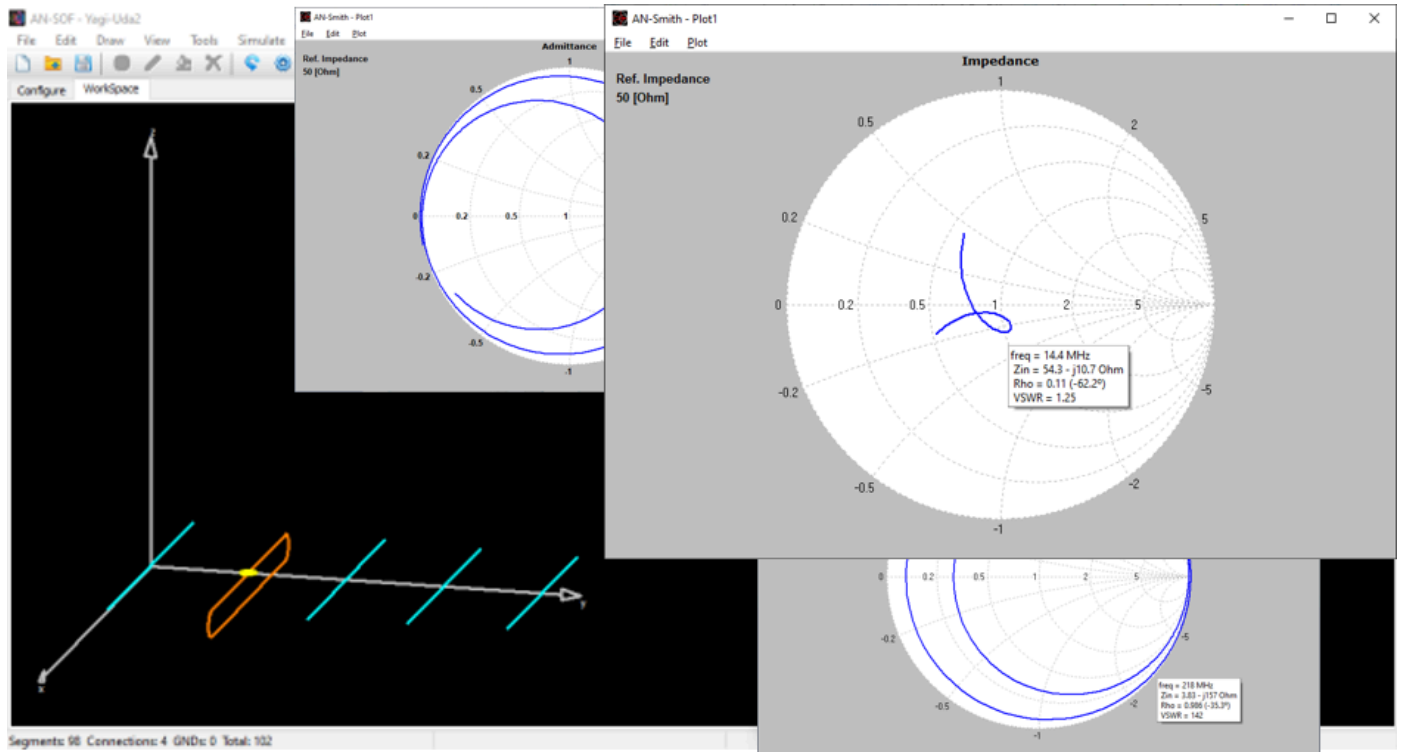 AN-SOF - Yagi-Uda2
File Edit Draw View Tools Simulate
Configure WorkSpace
z
y
x
Segments: 98 Connections: 4 GNDs: 0 Total: 102
AN-Smith - Plot1
File Edit Plot
Ref. Impedance
50 [Ohm]
Admittance
1
0.5
0.2
0 0.2 0.5 1
-0.2
-0.5
-1
AN-Smith - Plot1
File Edit Plot
Ref. Impedance
50 [Ohm]
Impedance
1
0.5 2
0.2 5
0 0.2 0.5 1 2 5
-0.2 -5
-0.5 -2
-1
freq = 14.4 MHz
Zin = 54.3 - j10.7 Ohm
Rho = 0.11 (-62.2º)
VSWR = 1.25
0 0.2 0.5 1 2 5
-0.2 -5
-0.5 -2
-1
freq = 218 MHz
Zin = 3.83 - j157 Ohm
Rho = 0.986 (-35.3º)
VSWR = 142